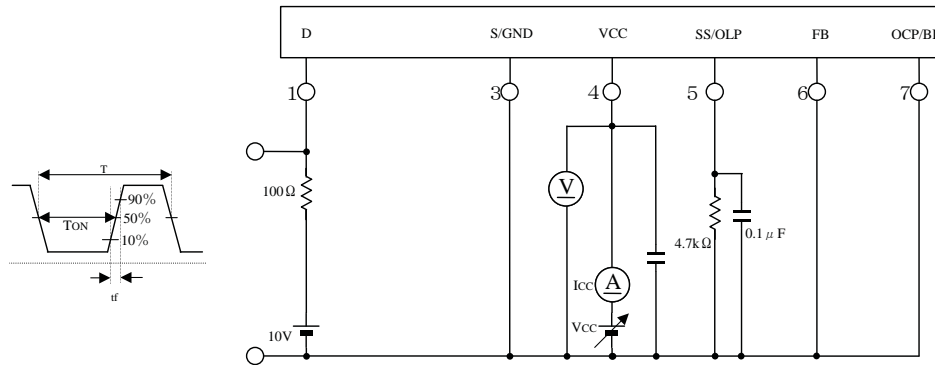 D S/GND VCC SS/OLP FB OCP/B
1 3 4 5 6 7
T
TON
90%
50%
10%
tf
100Ω
10V
V
A
ICC
VCC
4.7kΩ
0.1μF